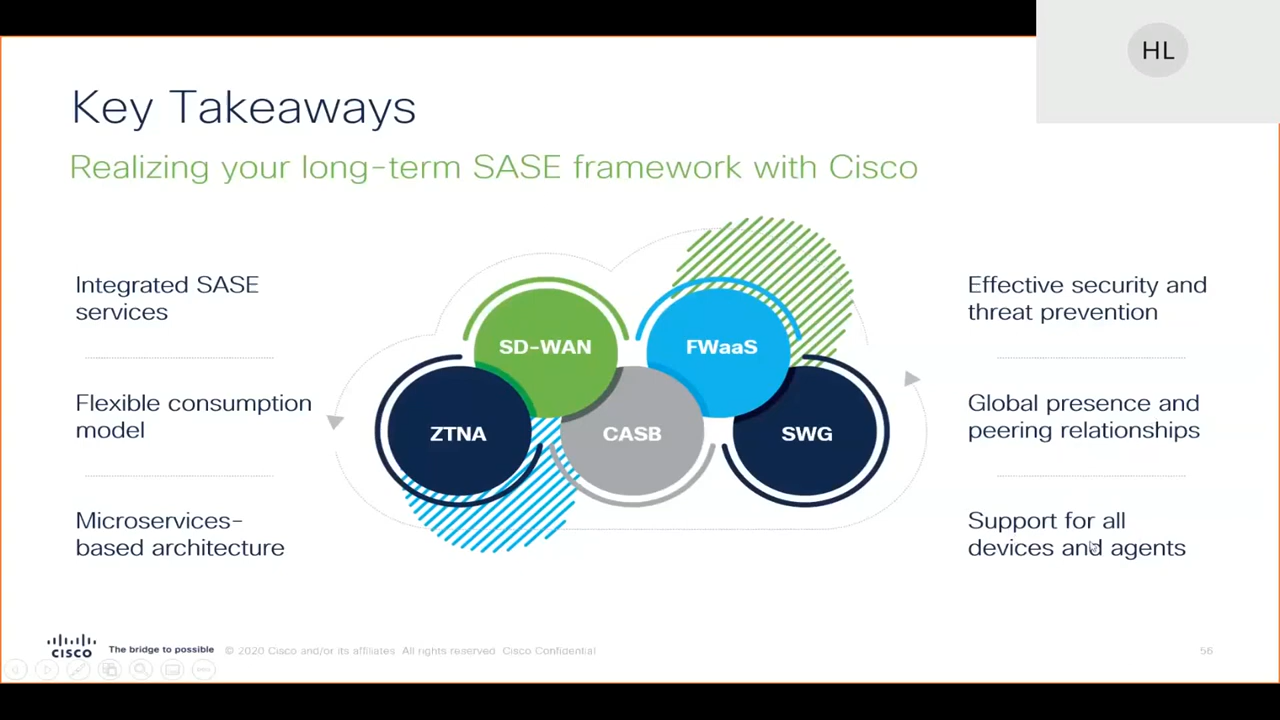 HL
Key Takeaways
Realizing your long-term SASE framework with Cisco
Integrated SASE
services
Flexible consumption
model
Microservices-
based architecture
SD-WAN
FWaaS
ZTNA
CASB
SWG
Effective security and
threat prevention
Global presence and
peering relationships
Support for all
devices and agents
CISCO
The bridge to possible
© 2020 Cisco and/or its affiliates All rights reserved Cisco Confidential
56